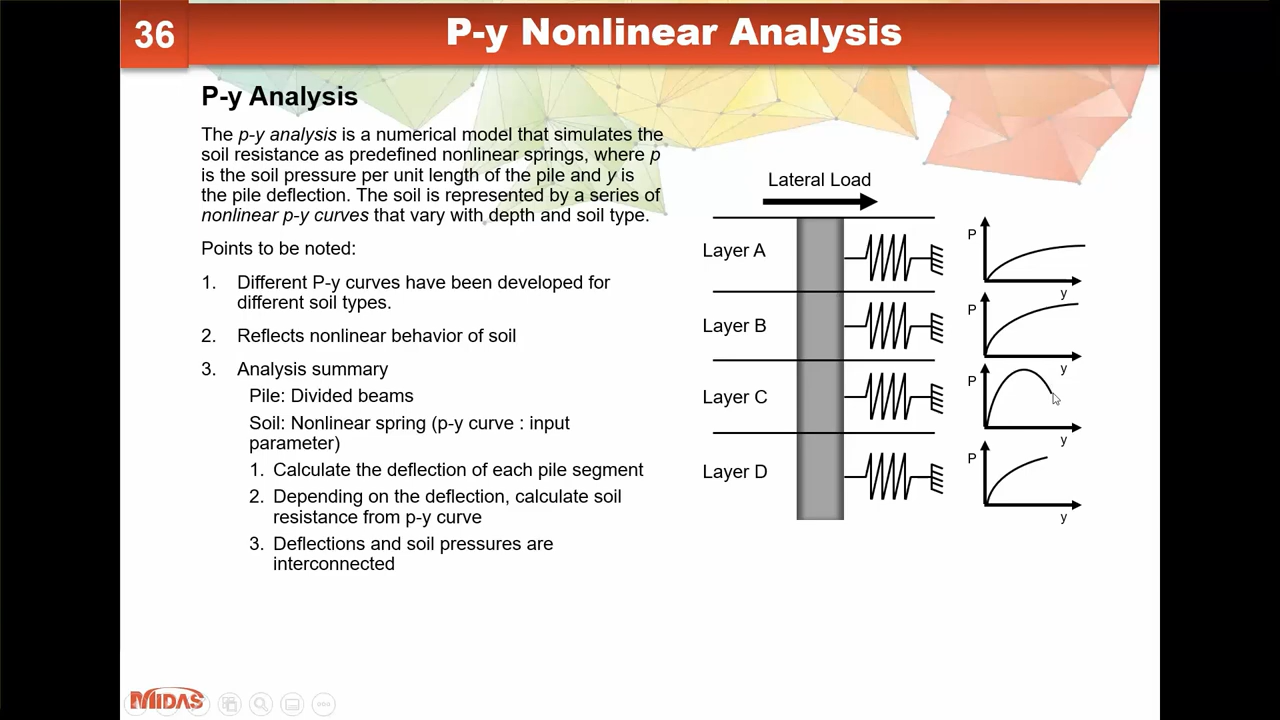 36
P-y Nonlinear Analysis
P-y Analysis
The p-y analysis is a numerical model that simulates the
soil resistance as predefined nonlinear springs, where p
is the soil pressure per unit length of the pile and y is
the pile deflection. The soil is represented by a series of
nonlinear p-y curves that vary with depth and soil type.
Points to be noted:
1. Different P-y curves have been developed for
different soil types.
2. Reflects nonlinear behavior of soil
3. Analysis summary
Pile: Divided beams
Soil: Nonlinear spring (p-y curve : input
parameter)
1. Calculate the deflection of each pile segment
2. Depending on the deflection, calculate soil
resistance from p-y curve
3. Deflections and soil pressures are
interconnected
Lateral Load
Layer A
P
y
Layer B
P
y
Layer C
P
y
Layer D
P
y
MIDAS